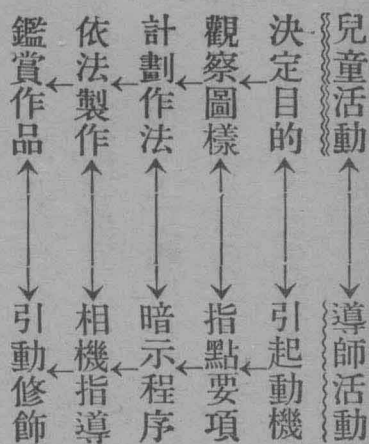 兒童活動
導師活動
決定目的
引起動機
觀察圖樣
指點要項
計劃作法
暗示程序
依法製作
相機指導
鑑賞作品
引動修飾